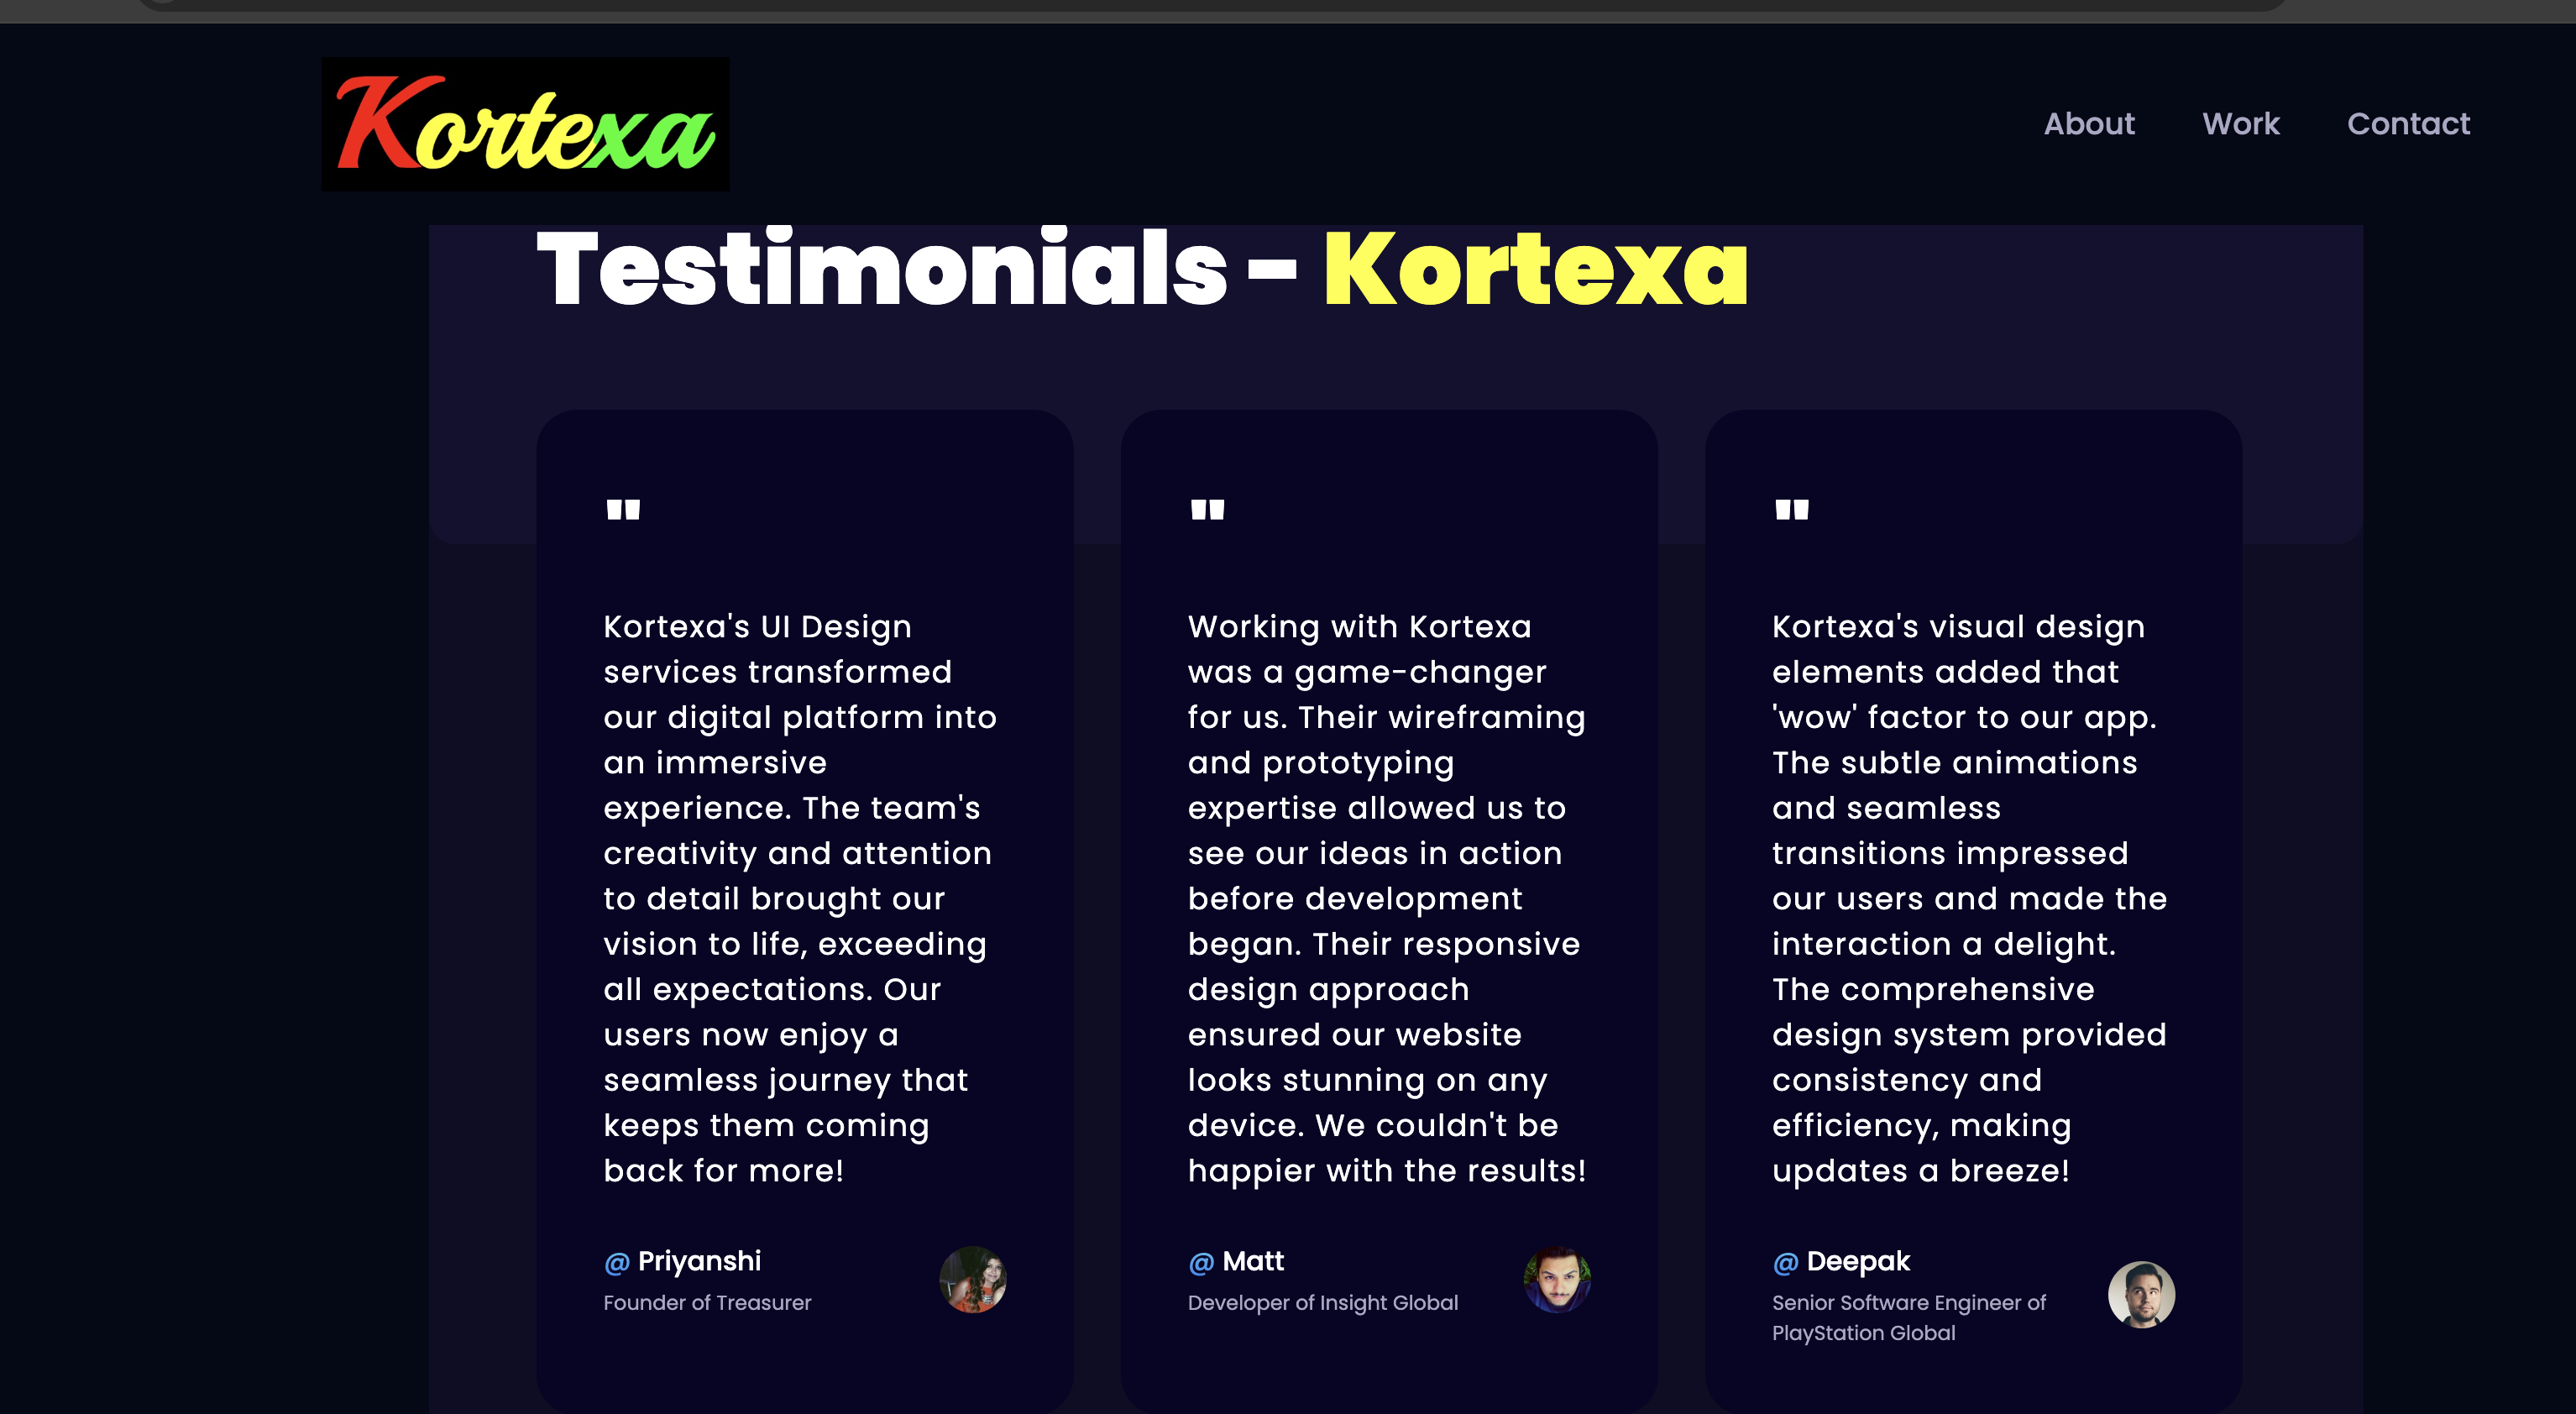 Kortexa
About Work Contact
Testimonials - Kortexa
"
Kortexa's UI Design
services transformed
our digital platform into
an immersive
experience. The team's
creativity and attention
to detail brought our
vision to life, exceeding
all expectations. Our
users now enjoy a
seamless journey that
keeps them coming
back for more!
@ Priyanshi
Founder of Treasurer
"
Working with Kortexa
was a game-changer
for us. Their wireframing
and prototyping
expertise allowed us to
see our ideas in action
before development
began. Their responsive
design approach
ensured our website
looks stunning on any
device. We couldn't be
happier with the results!
@ Matt
Developer of Insight Global
"
Kortexa's visual design
elements added that
'wow' factor to our app.
The subtle animations
and seamless
transitions impressed
our users and made the
interaction a delight.
The comprehensive
design system provided
consistency and
efficiency, making
updates a breeze!
@ Deepak
Senior Software Engineer of
PlayStation Global